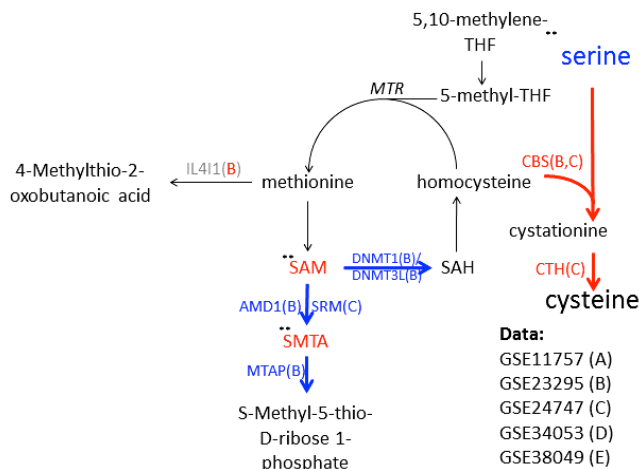 5,10-methylene-
THF
serine
MTR
5-methyl-THF
CBS(B,C)
4-Methylthio-2-
oxobutanoic acid
IL4I1(B)
methionine
homocysteine
cystationine
SAM
DNMT1(B)/
DNMT3L(B)
SAH
CTH(C)
cysteine
AMD1(B), SRM(C)
SMTA
MTAP(B)
S-Methyl-5-thio-
D-ribose 1-
phosphate
Data:
GSE11757 (A)
GSE23295 (B)
GSE24747 (C)
GSE34053 (D)
GSE38049 (E)